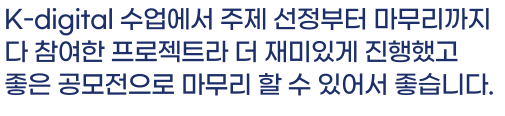 K-digital 수업에서 주제 선정부터 마무리까지
다 참여한 프로젝트라 더 재미있게 진행했고
좋은 공모전으로 마무리 할 수 있어서 좋습니다.